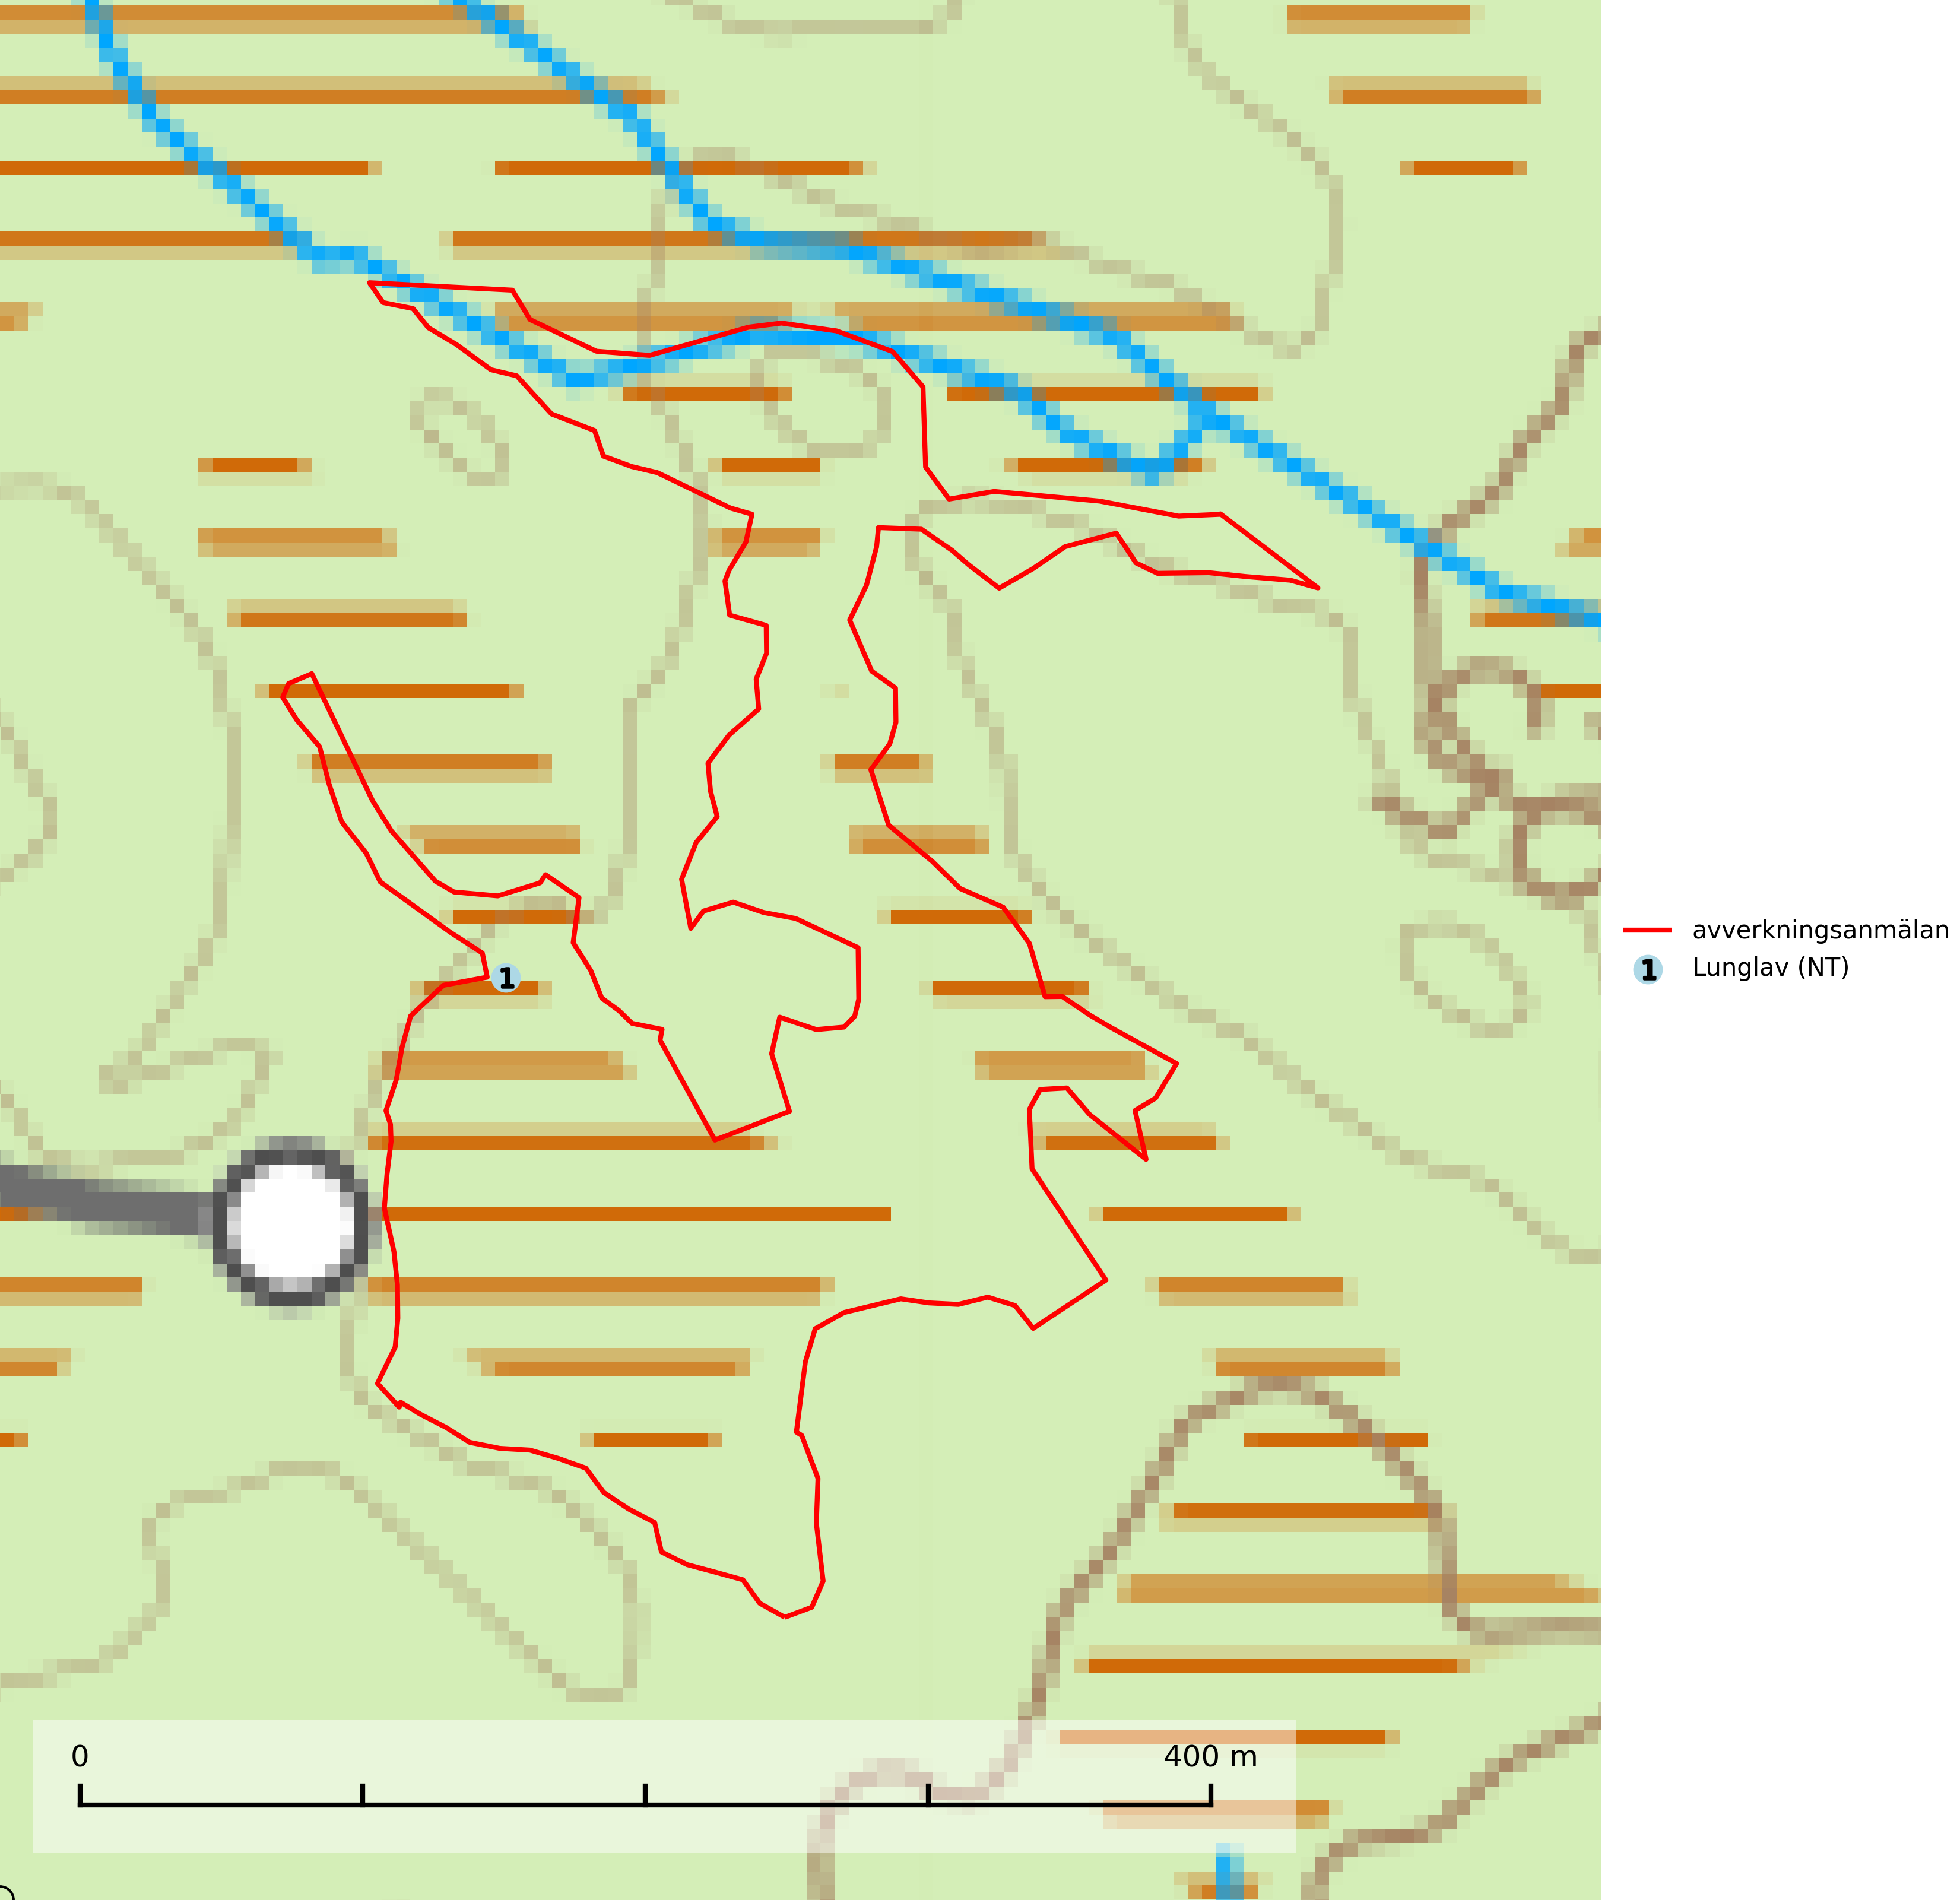 1
avverkningsanmälan
1 Lunglav (NT)
0 400 m